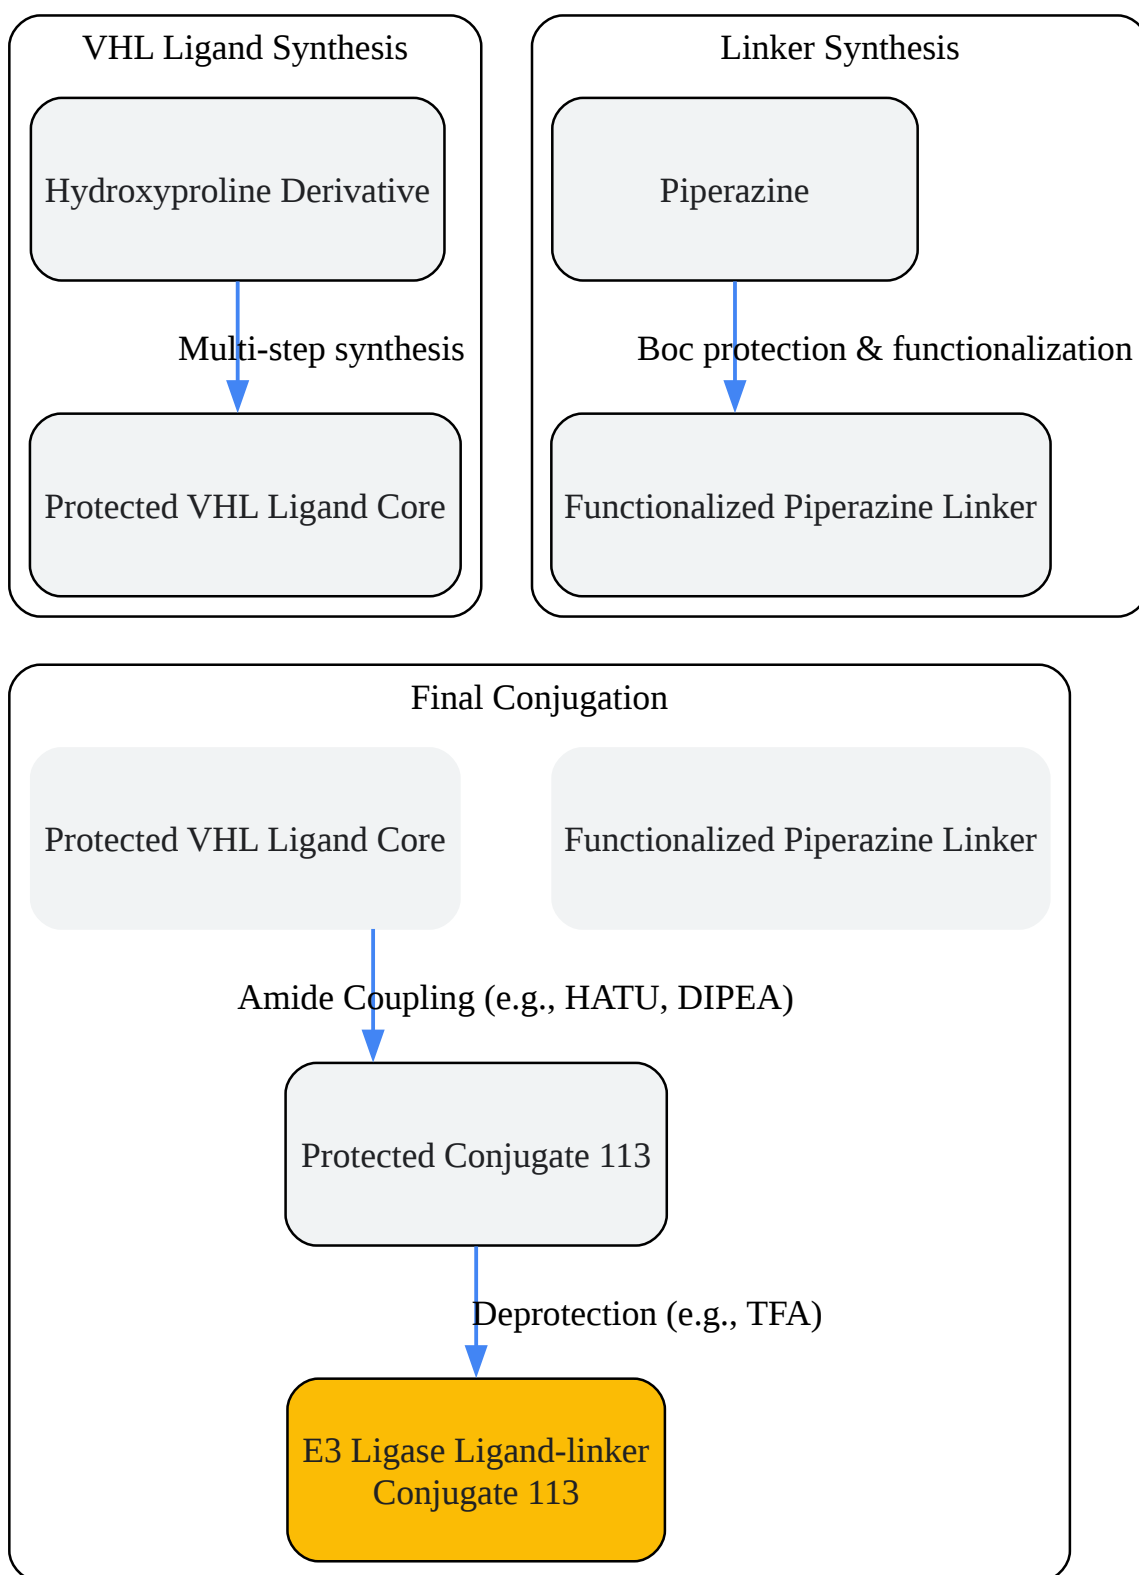 VHL Ligand Synthesis
Hydroxyproline Derivative
Multi-step synthesis
Protected VHL Ligand Core
Linker Synthesis
Piperazine
Boc protection & functionalization
Functionalized Piperazine Linker
Final Conjugation
Protected VHL Ligand Core
Functionalized Piperazine Linker
Amide Coupling (e.g., HATU, DIPEA)
Protected Conjugate 113
Deprotection (e.g., TFA)
E3 Ligase Ligand-linker
Conjugate 113